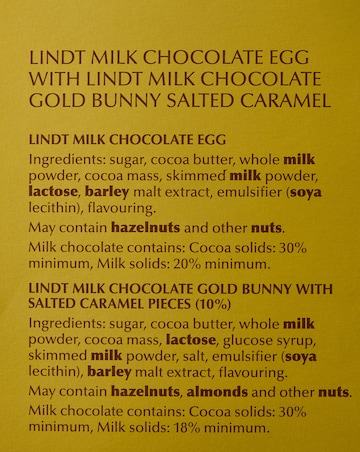 LINDT MILK CHOCOLATE EGG
WITH LINDT MILK CHOCOLATE
GOLD BUNNY SALTED CARAMEL
LINDT MILK CHOCOLATE EGG
Ingredients: sugar, cocoa butter, whole milk
powder, cocoa mass, skimmed milk powder,
lactose, barley malt extract, emulsifier (soya
lecithin), flavouring.
May contain hazelnuts and other nuts.
Milk chocolate contains: Cocoa solids: 30%
minimum, Milk solids: 20% minimum.
LINDT MILK CHOCOLATE GOLD BUNNY WITH
SALTED CARAMEL PIECES (10%)
Ingredients: sugar, cocoa butter, whole milk
powder, cocoa mass, lactose, glucose syrup,
skimmed milk powder, salt, emulsifier (soya
lecithin), barley malt extract, flavouring.
May contain hazelnuts, almonds and other nuts.
Milk chocolate contains: Cocoa solids: 30%
minimum, Milk solids: 18% minimum.